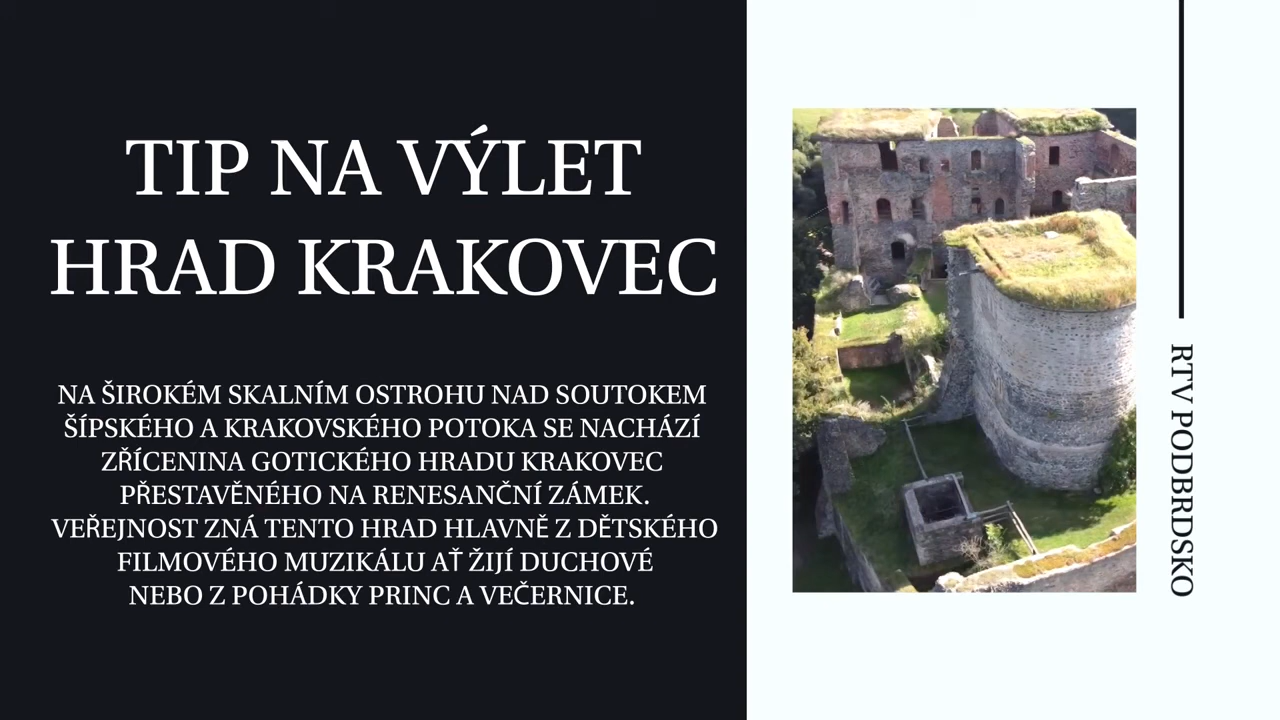 TIP NA VÝLET
HRAD KRAKOVEC
NA ŠIROKÉM SKALNÍM OSTROHU NAD SOUTOKEM
ŠÍPSKÉHO A KRAKOVSKÉHO POTOKA SE NACHÁZÍ
ZŘÍCENINA GOTICKÉHO HRADU KRAKOVEC
PŘESTAVĚNÉHO NA RENESANČNÍ ZÁMEK.
VEŘEJNOST ZNÁ TENTO HRAD HLAVNĚ Z DĚTSKÉHO
FILMOVÉHO MUZIKÁLU AŤ ŽIJÍ DUCHOVÉ
NEBO Z POHÁDKY PRINC A VEČERNICE.
RTV PODBRDSKO